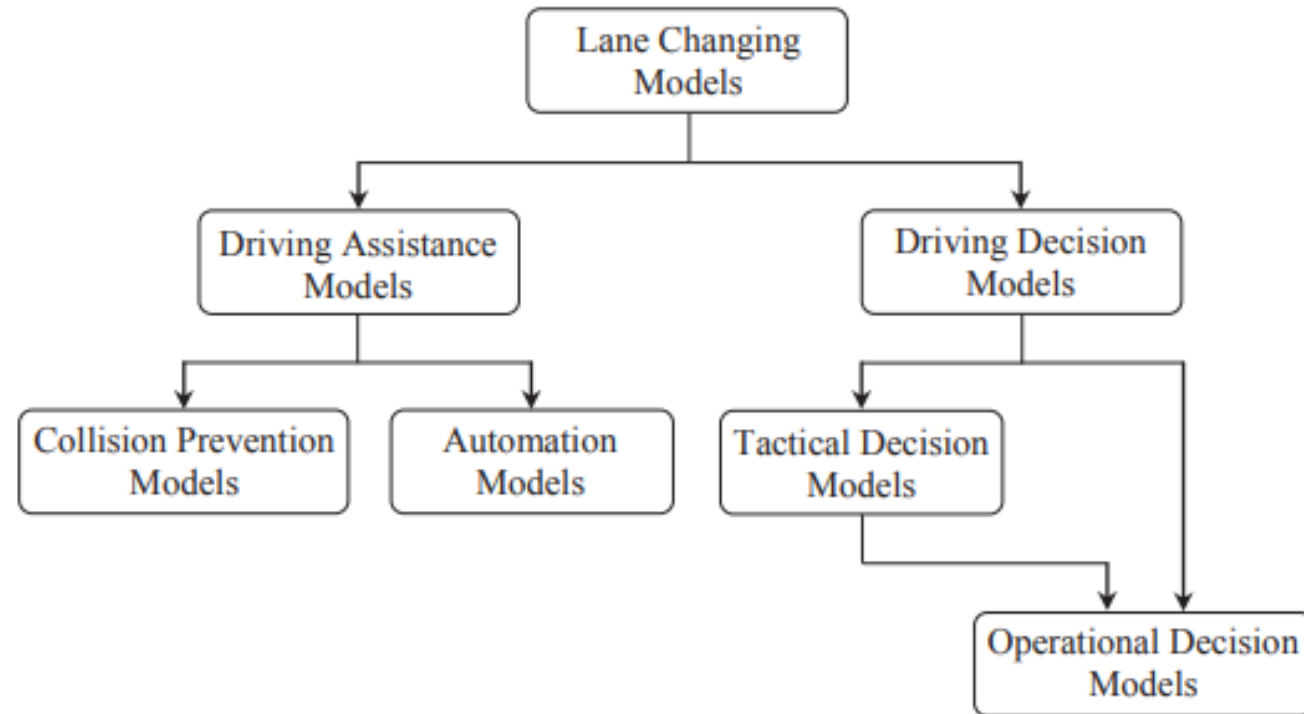 Lane Changing
Models
Driving Assistance
Models
Driving Decision
Models
Collision Prevention
Models
Automation
Models
Tactical Decision
Models
Operational Decision
Models